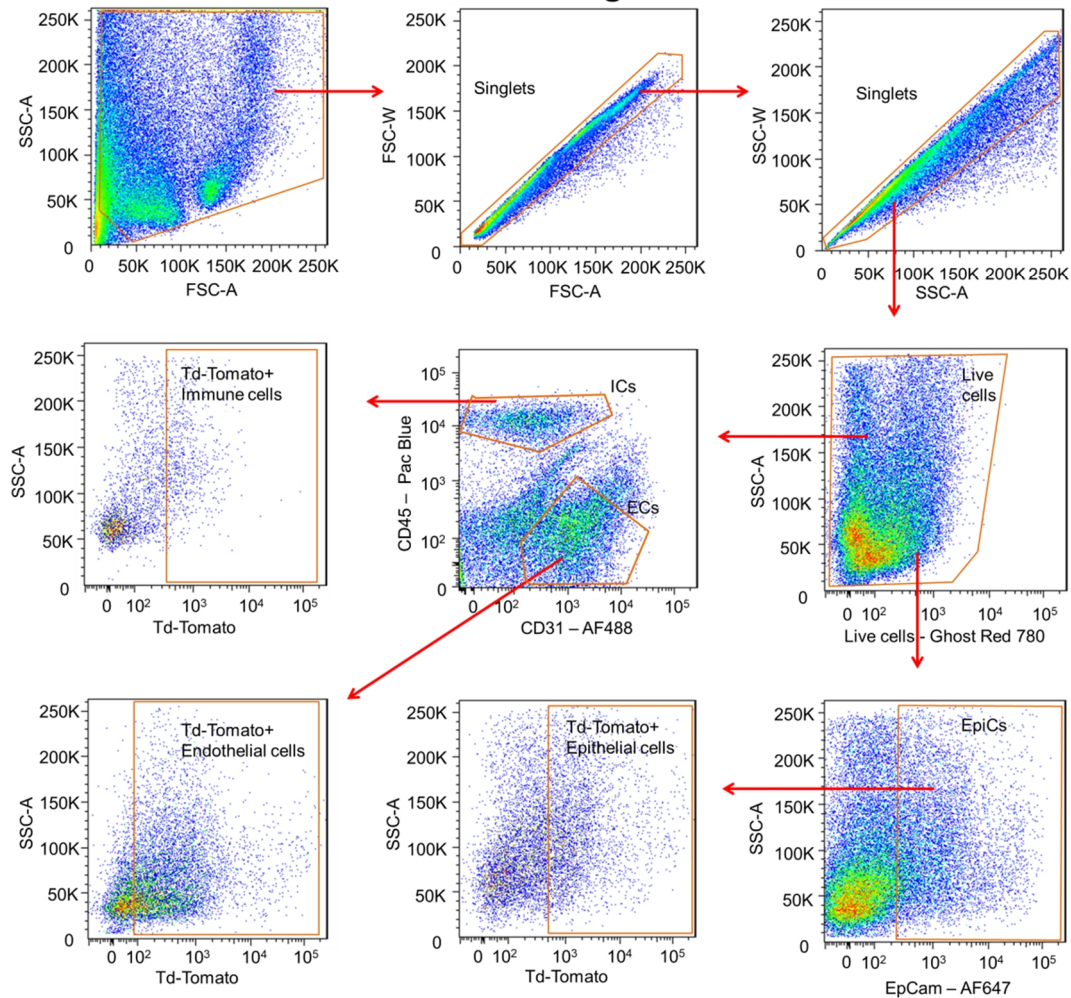 250K
200K
150K
100K
50K
0
SSC-A
0
50K
100K
150K
200K
250K
FSC-A
Singlets
250K
200K
150K
100K
50K
0
FSC-W
0
50K
100K
150K
200K
250K
FSC-A
Singlets
250K
200K
150K
100K
50K
0
SSC-W
0
50K
100K
150K
200K
250K
SSC-A
Td-Tomato+
Immune cells
250K
200K
150K
100K
50K
0
SSC-A
0
10²
10³
10⁴
10⁵
Td-Tomato
ICs
ECs
10⁵
10⁴
10³
10²
0
CD45 – Pac Blue
0
10²
10³
10⁴
10⁵
CD31 – AF488
Live
cells
250K
200K
150K
100K
50K
0
SSC-A
0
10²
10³
10⁴
10⁵
Live cells - Ghost Red 780
Td-Tomato+
Endothelial cells
250K
200K
150K
100K
50K
0
SSC-A
0
10²
10³
10⁴
10⁵
Td-Tomato
Td-Tomato+
Epithelial cells
250K
200K
150K
100K
50K
0
SSC-A
0
10²
10³
10⁴
10⁵
Td-Tomato
EpiCs
250K
200K
150K
100K
50K
0
SSC-A
0
10²
10³
10⁴
10⁵
EpCam – AF647